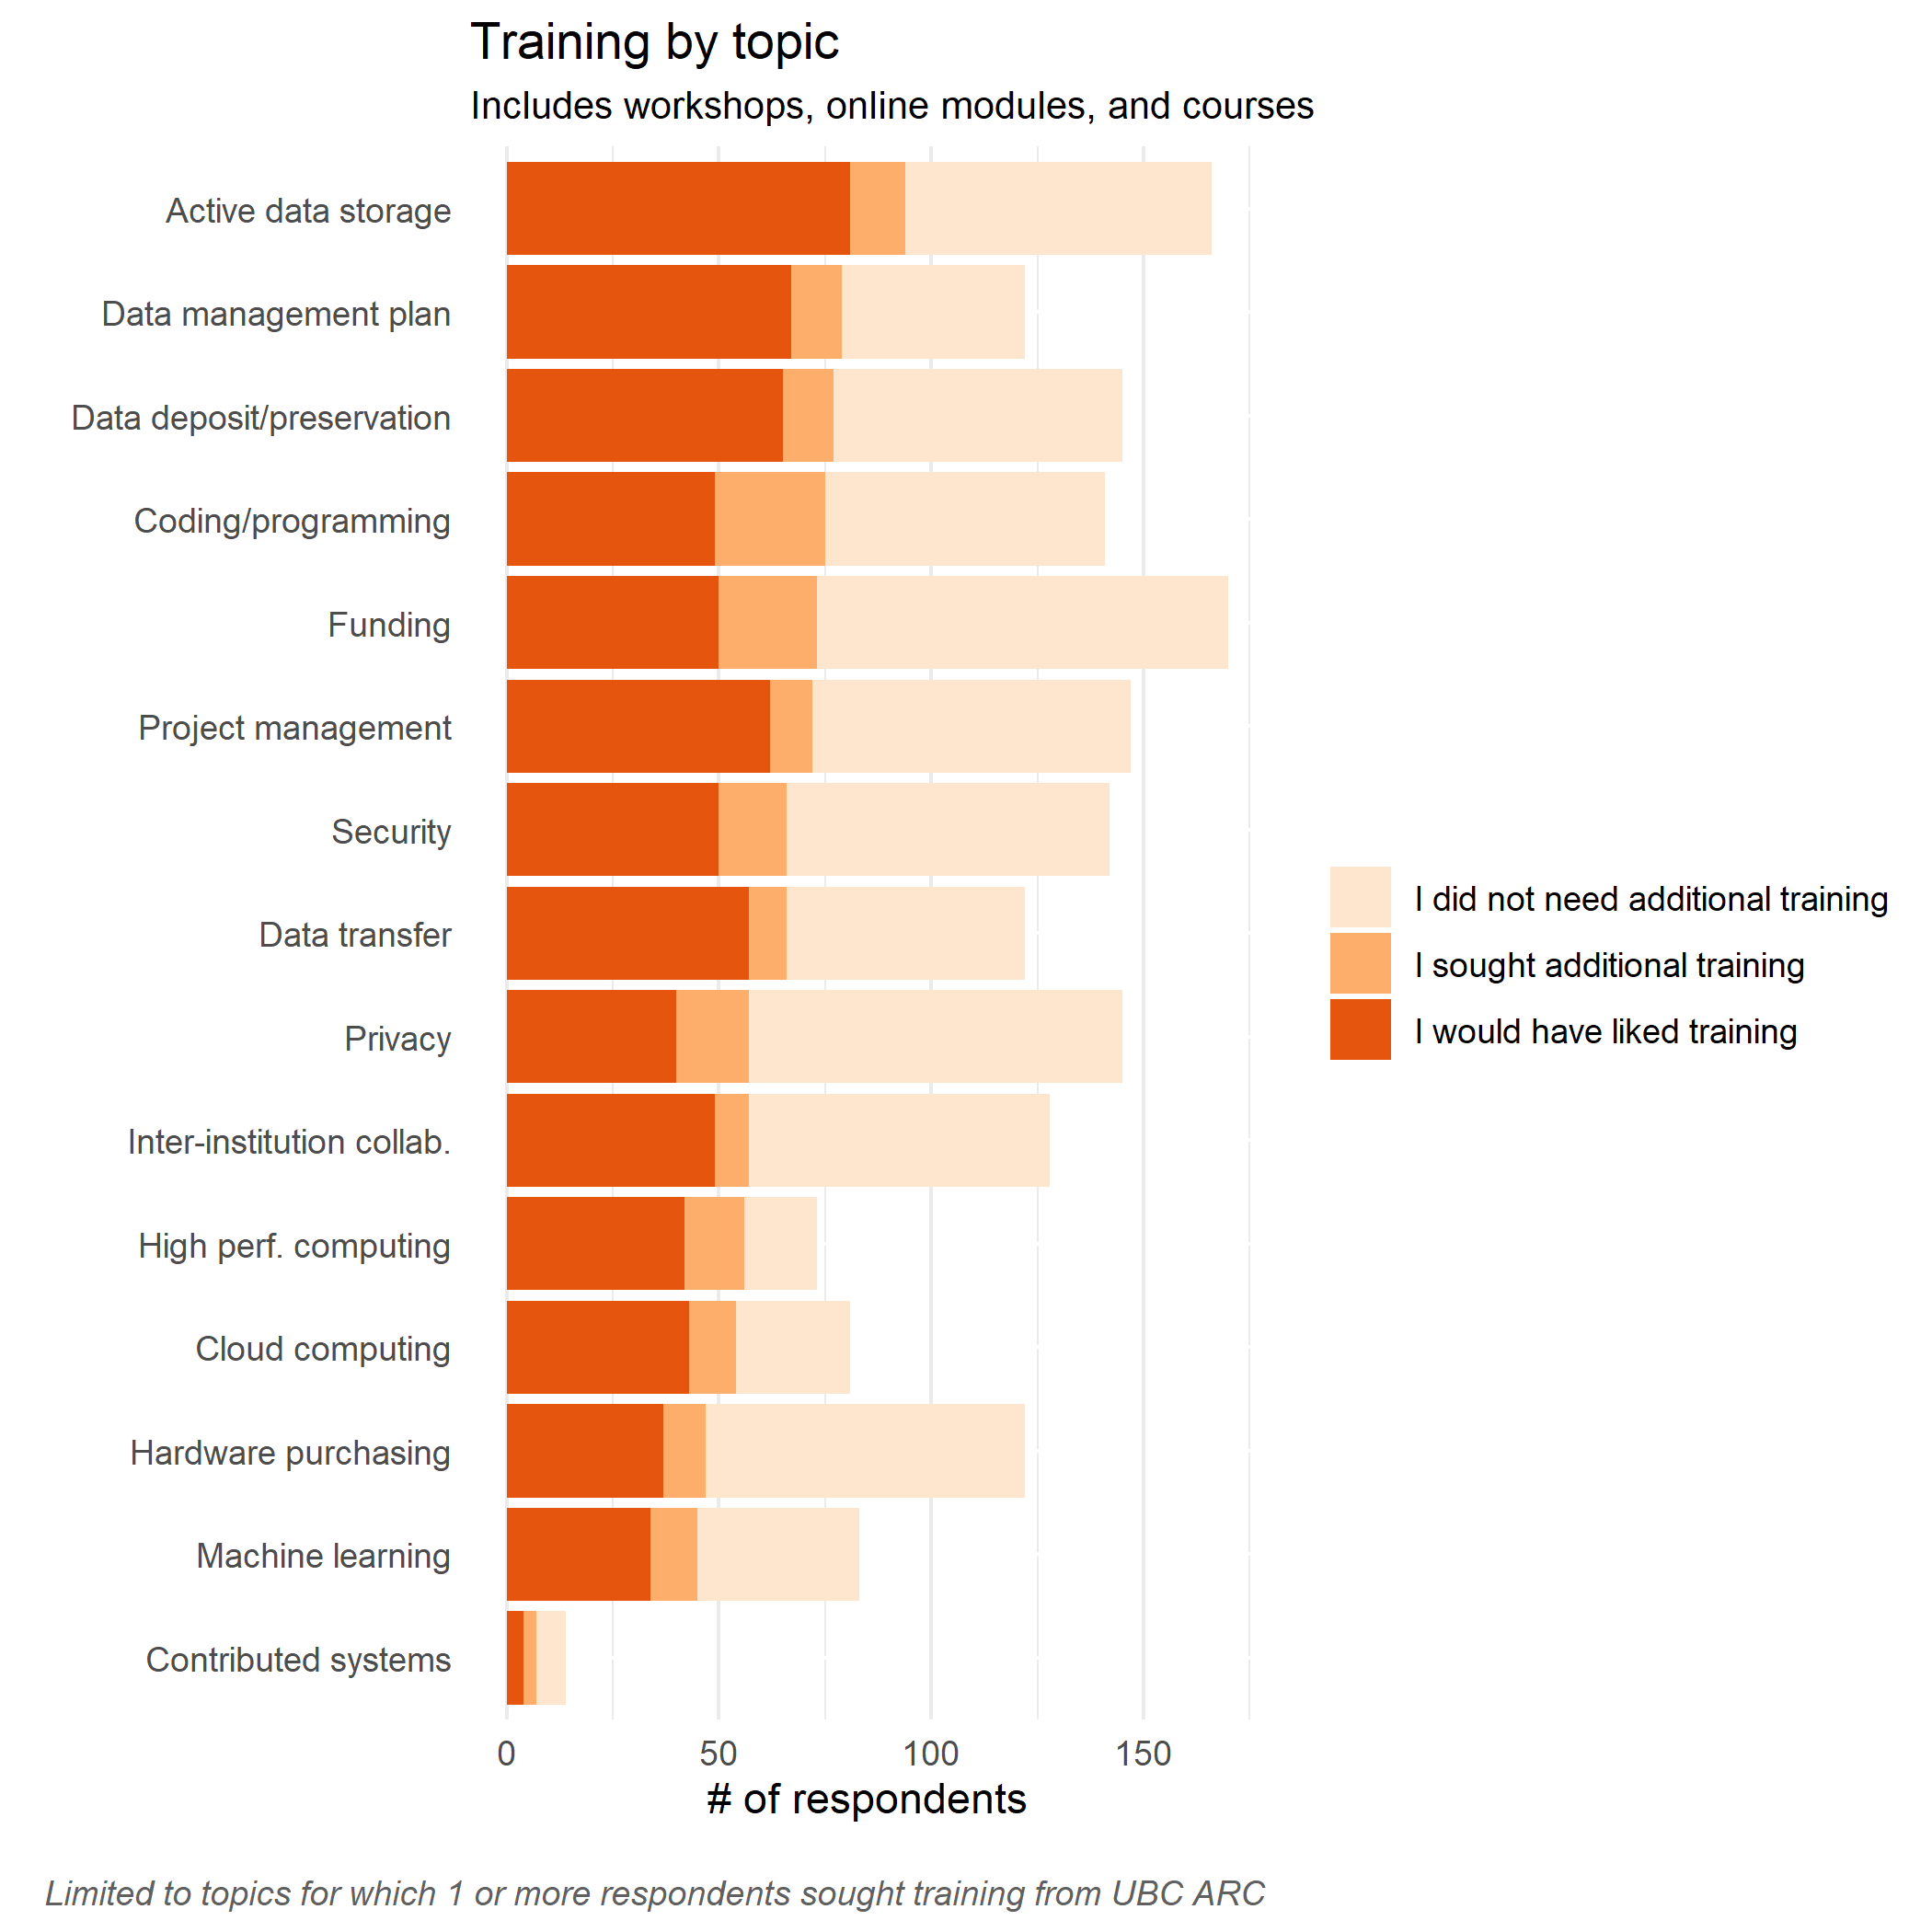 Training by topic
Includes workshops, online modules, and courses
Active data storage
Data management plan
Data deposit/preservation
Coding/programming
Funding
Project management
Security
Data transfer
Privacy
Inter-institution collab.
High perf. computing
Cloud computing
Hardware purchasing
Machine learning
Contributed systems
I did not need additional training
I sought additional training
I would have liked training
0 50 100 150
# of respondents
Limited to topics for which 1 or more respondents sought training from UBC ARC